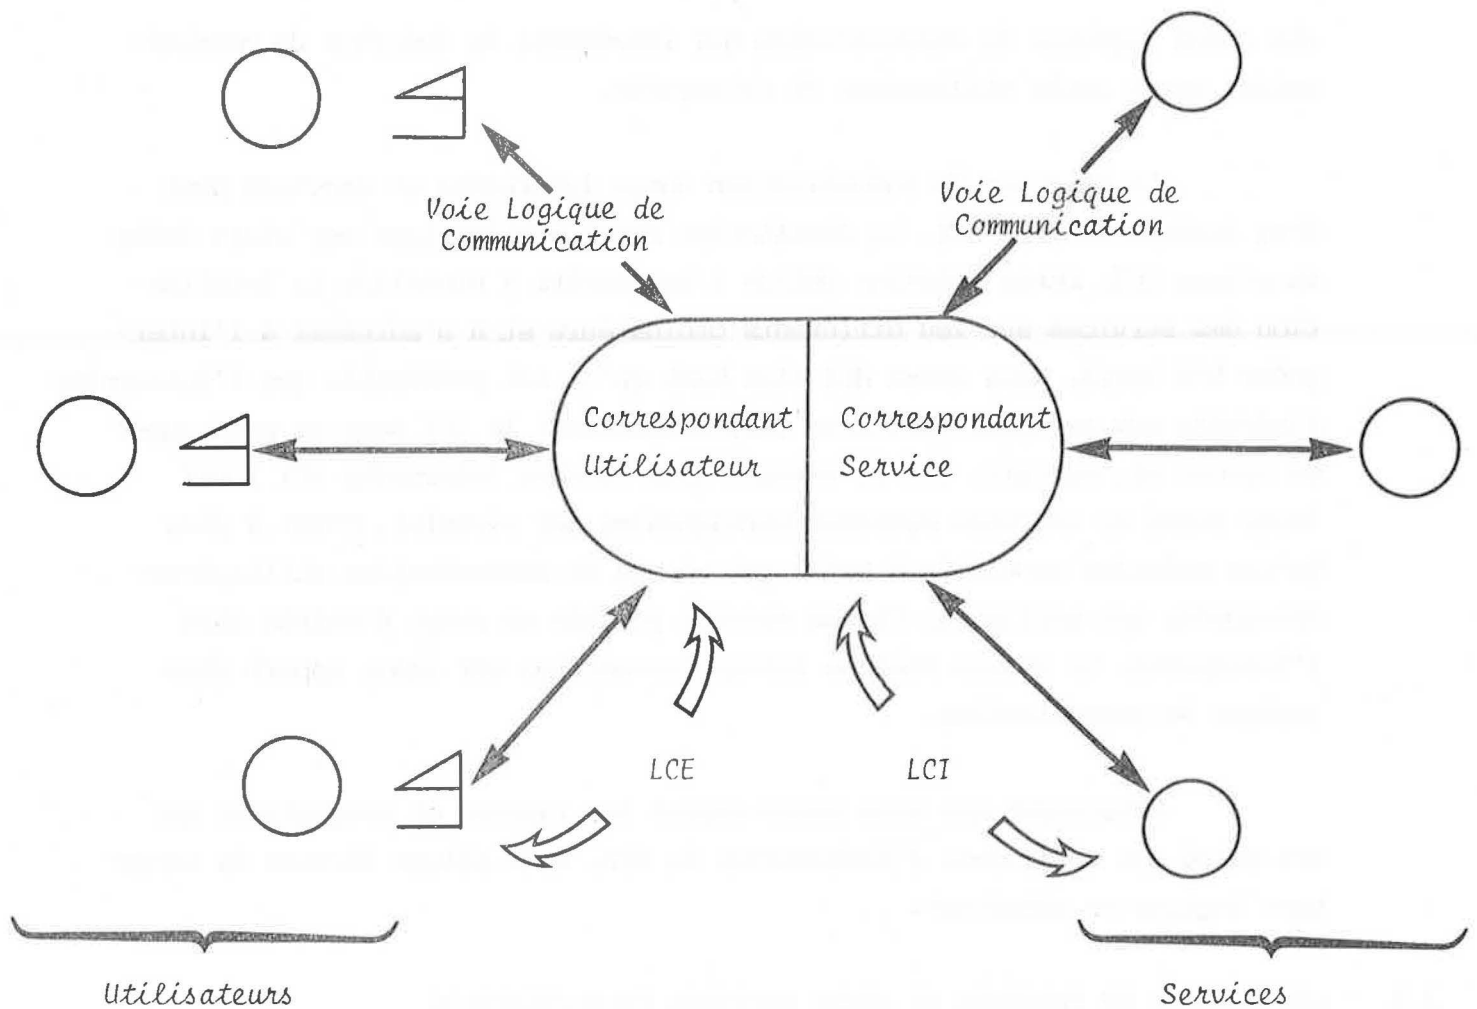 Voie Logique de
Communication
Voie Logique de
Communication
Correspondant
Utilisateur
Correspondant
Service
LCE
LCI
Utilisateurs
Services